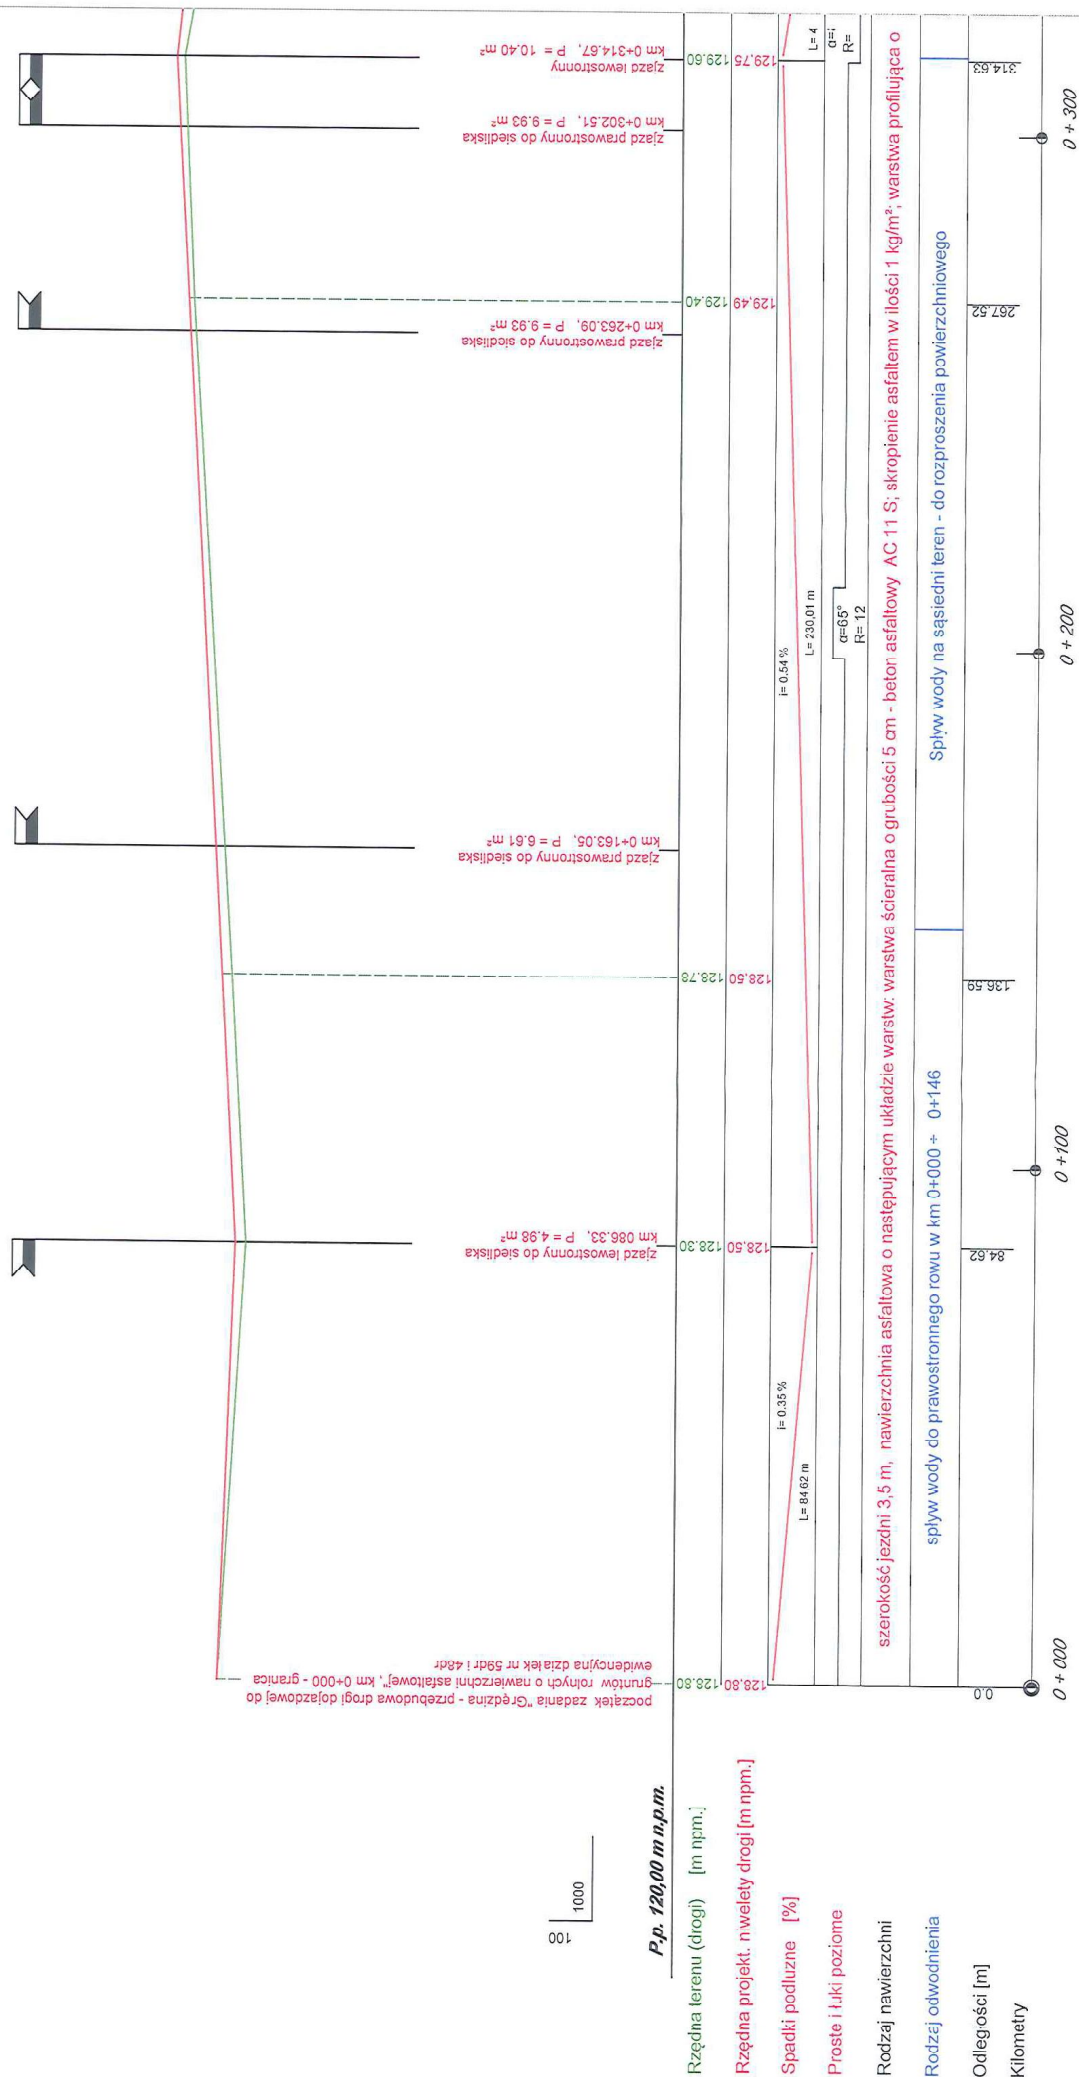 zjazd lewostronny
km 0+314.67, P = 10.40 m²
zjazd prawostronny do siedliska
km 0+302.51, P = 9.93 m²
zjazd prawostronny do siedliska
km 0+263.09, P = 9.93 m²
zjazd prawostronny do siedliska
km 0+163.05, P = 6.61 m²
zjazd lewostronny do siedliska
km 086.33, P = 4,98 m²
początek zadania "Grędzina - przebudowa drogi dojazdowej do
gruntów rolnych o nawierzchni asfaltowej", km 0+000 - granica
ewidencyjna działek nr 59dr i 48dr
100
1000
P.p. 120,00 m n.p.m.
Rzędna terenu (drogi) [m npm.]
128.80
128.30
128.78
129.40
129.60
Rzędna projekt. niwelety drogi [m npm.]
128.80
128,50
128,50
129,49
129,75
Spadki podluzne [%]
i= 0.35 %
L= 84 62 m
i= 0.54 %
L= 230,01 m
L= 4
Proste i łuki poziome
α=65°
R= 12
α=
R=
Rodzaj nawierzchni
szerokość jezdni 3,5 m, nawierzchnia asfaltowa o następującym układzie warstw: warstwa ścieralna o grubości 5 cm - beton asfaltowy AC 11 S; skropienie asfaltem w ilości 1 kg/m²; warstwa profilująca o
Rodzaj odwodnienia
spływ wody do prawostronnego rowu w km 0+000 ÷ 0+146
Spływ wody na sąsiedni teren - do rozproszenia powierzchniowego
Odległości [m]
0.0
84.62
136.59
267.52
314.63
Kilometry
0 + 000
0 +100
0 + 200
0 + 300